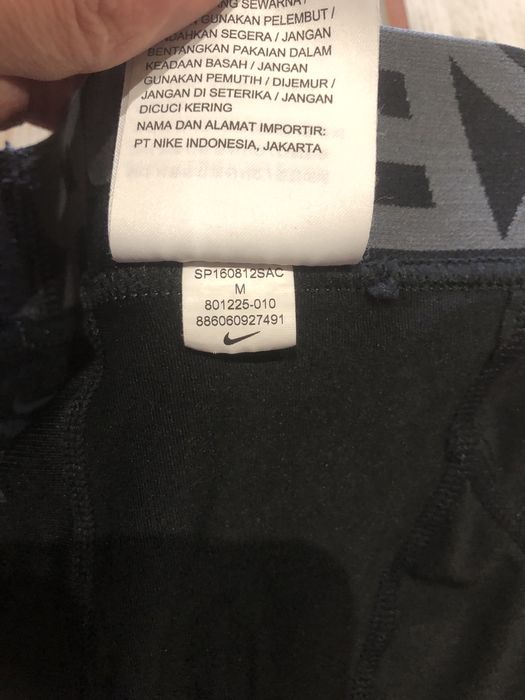 SEWARNA /
GUNAKAN PELEMBUT /
SEGERA / JANGAN
BENTANGKAN PAKAIAN DALAM
KEADAAN BASAH / JANGAN
GUNAKAN PEMUTIH / DIJEMUR /
JANGAN DI SETERIKA / JANGAN
DICUCI KERING
NAMA DAN ALAMAT IMPORTIR:
PT NIKE INDONESIA, JAKARTA
SP160812SAC
M
801225-010
886060927491